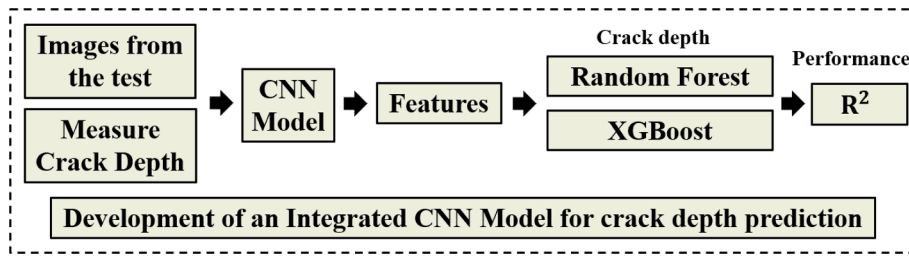 Images from
the test
Measure
Crack Depth
CNN
Model
Features
Crack depth
Random Forest
XGBoost
Performance
R²
Development of an Integrated CNN Model for crack depth prediction